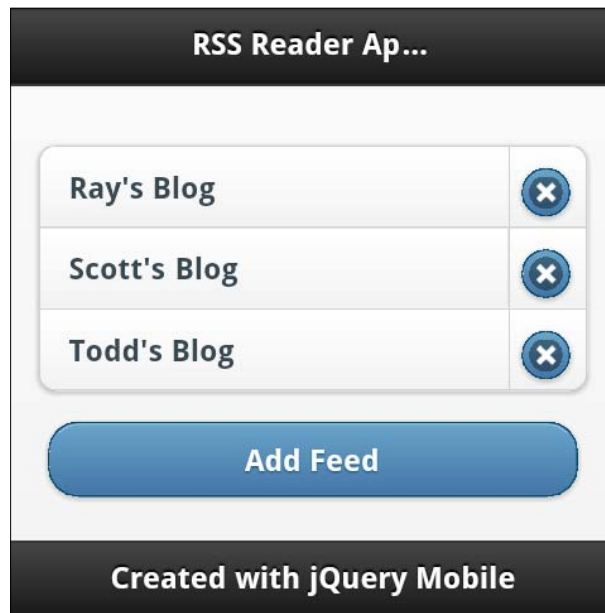 RSS Reader Ap...
Ray's Blog
Scott's Blog
Todd's Blog
Add Feed
Created with jQuery Mobile